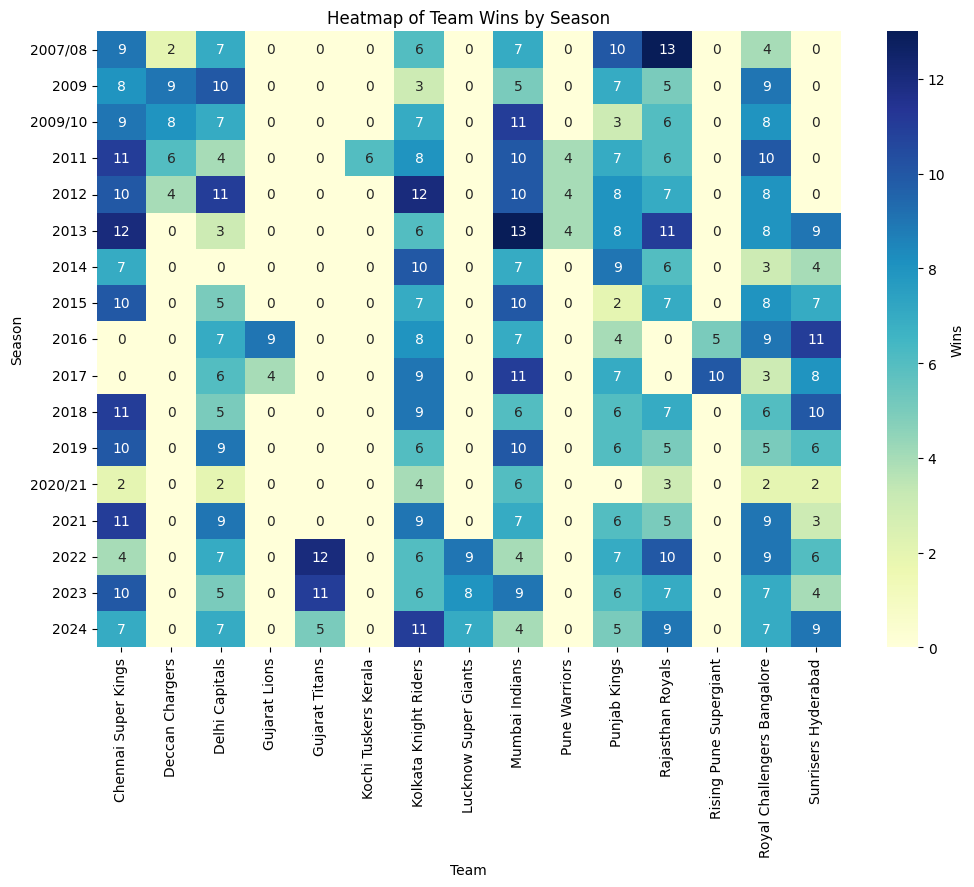 Heatmap of Team Wins by Season
2007/08 9 2 7 0 0 0 6 0 7 0 10 13 0 4 0
2009 8 9 10 0 0 0 3 0 5 0 7 5 0 9 0
2009/10 9 8 7 0 0 0 7 0 11 0 3 6 0 8 0
2011 11 6 4 0 0 6 8 0 10 4 7 6 0 10 0
2012 10 4 11 0 0 0 12 0 10 4 8 7 0 8 0
2013 12 0 3 0 0 0 6 0 13 4 8 11 0 8 9
2014 7 0 0 0 0 0 10 0 7 0 9 6 0 3 4
2015 10 0 5 0 0 0 7 0 10 0 2 7 0 8 7
2016 0 0 7 9 0 0 8 0 7 0 4 0 5 9 11
2017 0 0 6 4 0 0 9 0 11 0 7 0 10 3 8
2018 11 0 5 0 0 0 9 0 6 0 6 7 0 6 10
2019 10 0 9 0 0 0 6 0 10 0 6 5 0 5 6
2020/21 2 0 2 0 0 0 4 0 6 0 0 3 0 2 2
2021 11 0 9 0 0 0 9 0 7 0 6 5 0 9 3
2022 4 0 7 0 12 0 6 9 4 0 7 10 0 9 6
2023 10 0 5 0 11 0 6 8 9 0 6 7 0 7 4
2024 7 0 7 0 5 0 11 7 4 0 5 9 0 7 9
Season
Chennai Super Kings
Deccan Chargers
Delhi Capitals
Gujarat Lions
Gujarat Titans
Kochi Tuskers Kerala
Kolkata Knight Riders
Lucknow Super Giants
Mumbai Indians
Pune Warriors
Punjab Kings
Rajasthan Royals
Rising Pune Supergiant
Royal Challengers Bangalore
Sunrisers Hyderabad
Team
12
10
8
6
4
2
0
Wins